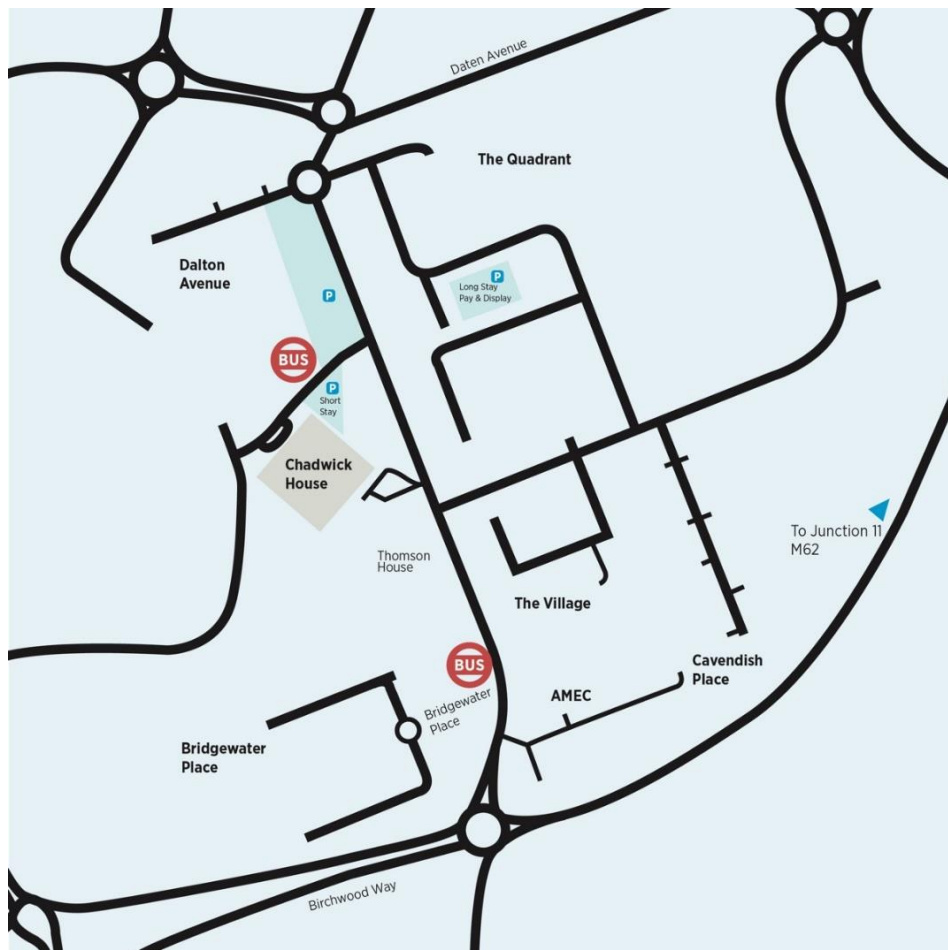 Daten Avenue
The Quadrant
Dalton
Avenue
P
Long Stay
Pay & Display
P
BUS
P
Short
Stay
Chadwick
House
To Junction 11
M62
Thomson
House
The Village
BUS
Cavendish
Place
AMEC
Bridgewater
Place
Bridgewater
Place
Birchwood Way